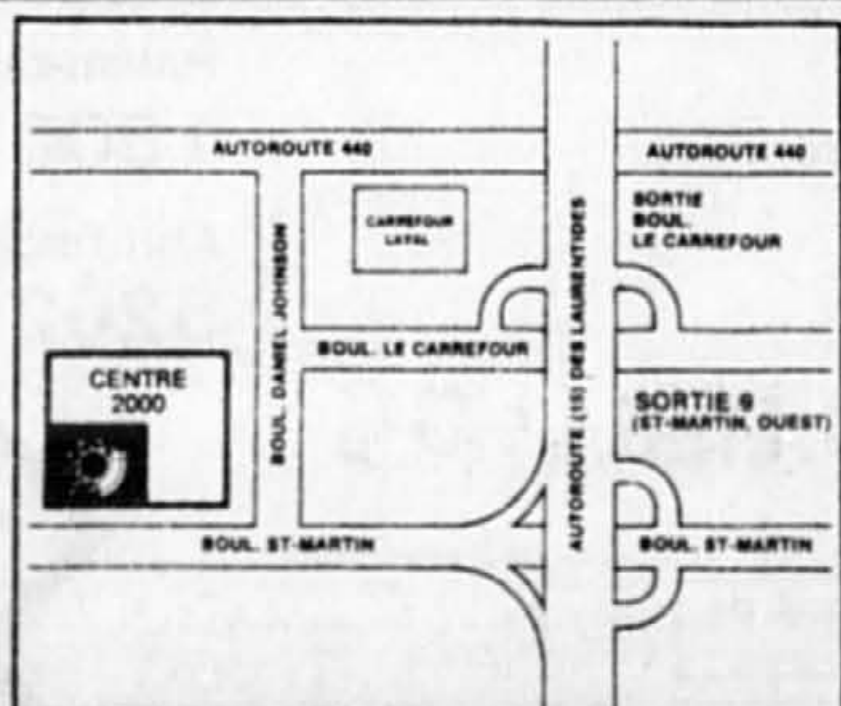 AUTOROUTE 440
AUTOROUTE 440
SORTIE
BOUL.
LE CARREFOUR
CARREFOUR
LAVAL
BOUL. DANIEL JOHNSON
AUTOROUTE (15) DES LAURENTIDES
BOUL. LE CARREFOUR
CENTRE
2000
SORTIE 9
(ST-MARTIN, OUEST)
BOUL. ST-MARTIN
BOUL. ST-MARTIN